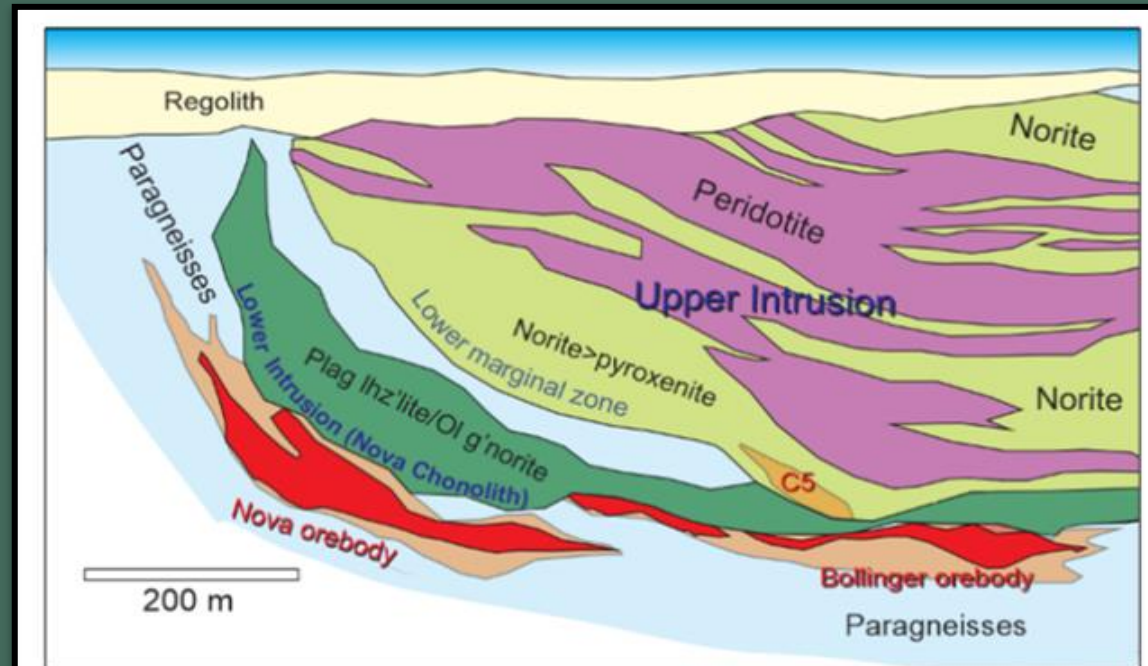 Regolith
Norite
Paragneisses
Peridotite
Upper Intrusion
Lower marginal zone
Norite>pyroxenite
Plag lhz'lite/Ol g'norite
Lower Intrusion (Nova Chonolith)
Norite
C5
Nova orebody
Bollinger orebody
200 m
Paragneisses